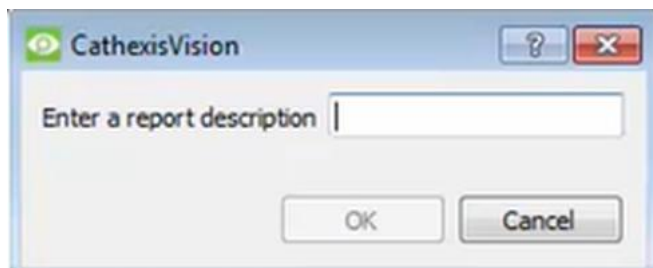 CathexisVision
?
Enter a report description
OK
Cancel